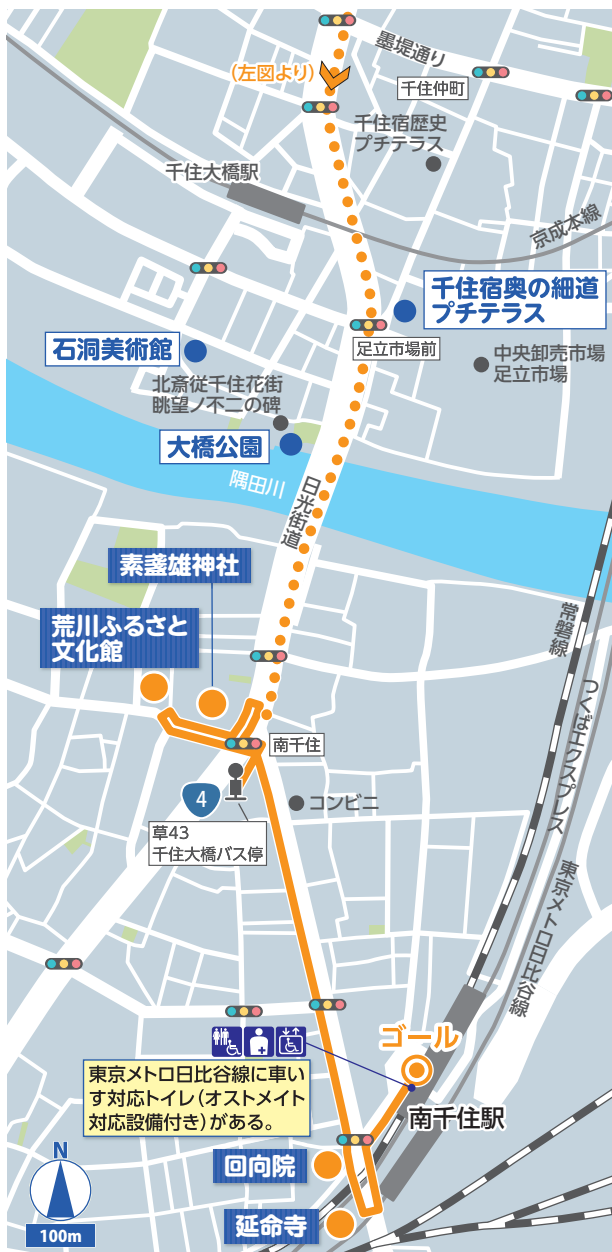 墨堤通り
(左図より)
千住仲町
千住宿歴史
プチテラス
千住大橋駅
京成本線
千住宿奥の細道
プチテラス
石洞美術館
足立市場前
中央卸売市場
足立市場
北斎従千住花街
眺望ノ不二の碑
大橋公園
隅田川
日光街道
素盞雄神社
荒川ふるさと
文化館
常磐線
つくばエクスプレス
南千住
4
コンビニ
草43
千住大橋バス停
東京メトロ日比谷線
ゴール
東京メトロ日比谷線に車い
す対応トイレ(オストメイト
対応設備付き)がある。
南千住駅
回向院
延命寺
N
100m